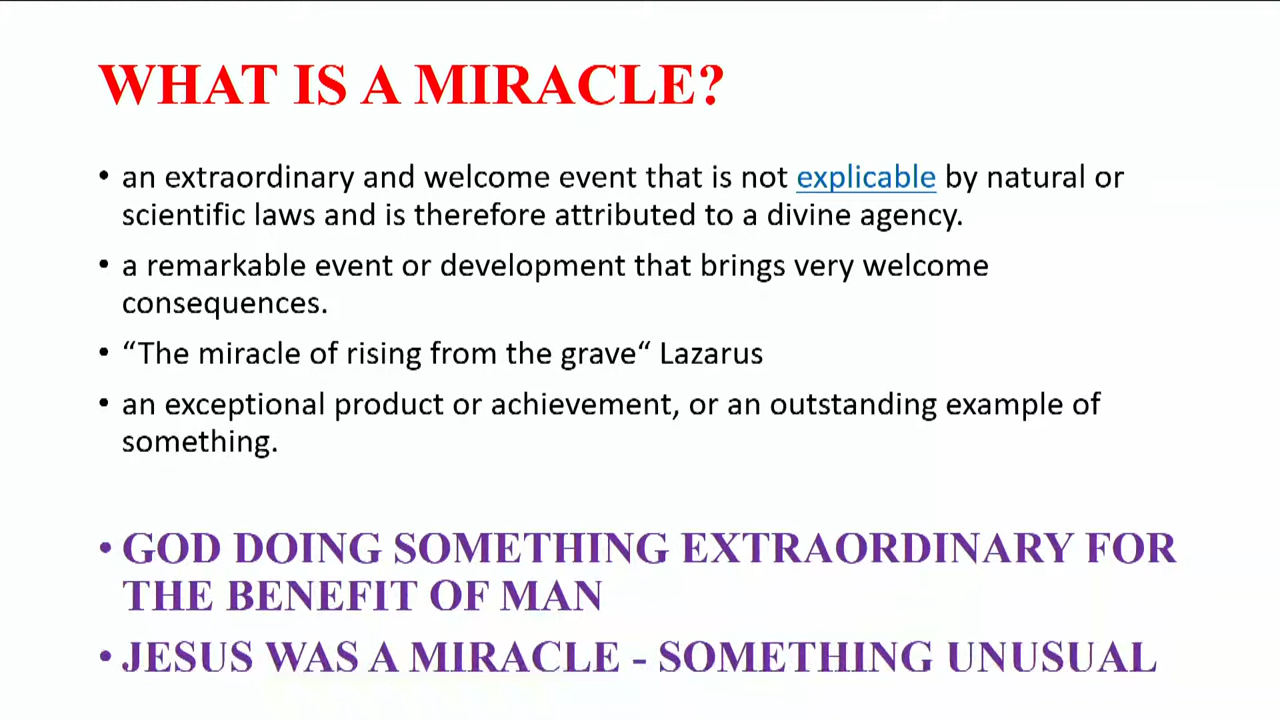 WHAT IS A MIRACLE?
• an extraordinary and welcome event that is not explicable by natural or
scientific laws and is therefore attributed to a divine agency.
• a remarkable event or development that brings very welcome
consequences.
• “The miracle of rising from the grave“ Lazarus
• an exceptional product or achievement, or an outstanding example of
something.
• GOD DOING SOMETHING EXTRAORDINARY FOR
THE BENEFIT OF MAN
• JESUS WAS A MIRACLE - SOMETHING UNUSUAL